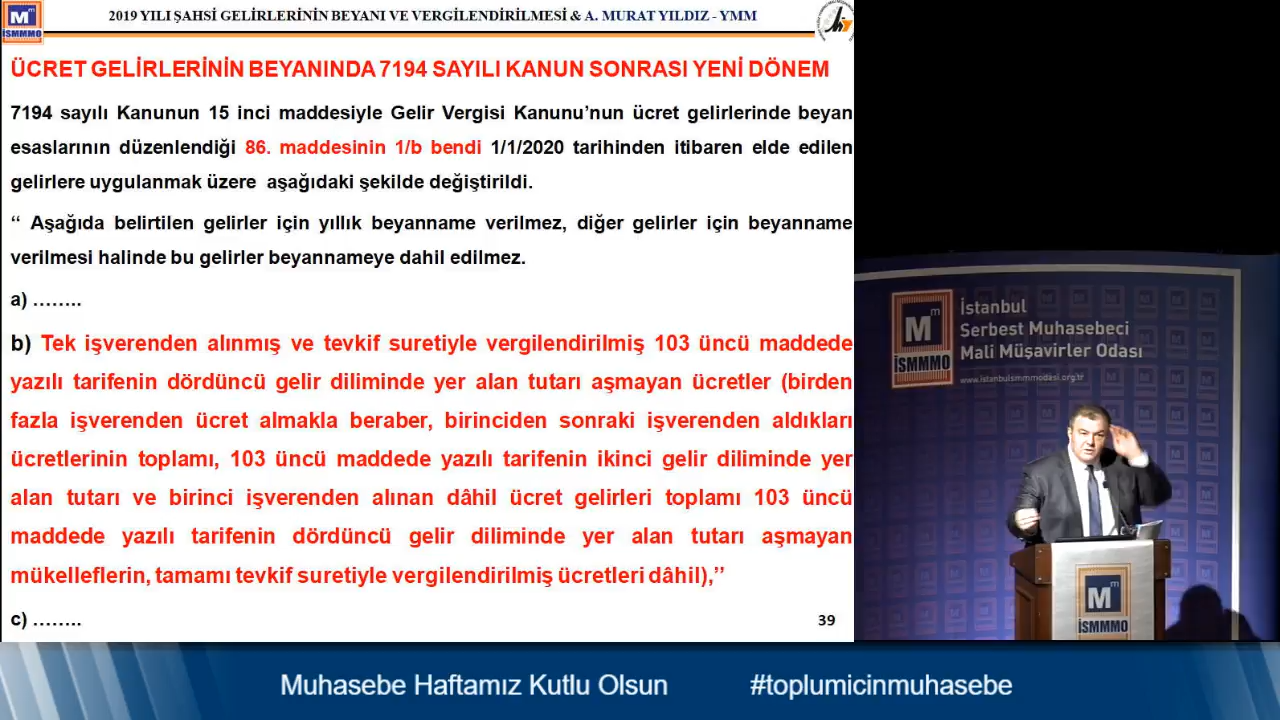 2019 YILI ŞAHSİ GELİRLERİNİN BEYANI VE VERGİLENDİRİLMESİ & A. MURAT YILDIZ - YMM
M m
İSMMMO
ÜCRET GELİRLERİNİN BEYANINDA 7194 SAYILI KANUN SONRASI YENİ DÖNEM
7194 sayılı Kanunun 15 inci maddesiyle Gelir Vergisi Kanunu’nun ücret gelirlerinde beyan
esaslarının düzenlendiği 86. maddesinin 1/b bendi 1/1/2020 tarihinden itibaren elde edilen
gelirlere uygulanmak üzere aşağıdaki şekilde değiştirildi.
“ Aşağıda belirtilen gelirler için yıllık beyanname verilmez, diğer gelirler için beyanname
verilmesi halinde bu gelirler beyannameye dahil edilmez.
a) ……..
b) Tek işverenden alınmış ve tevkif suretiyle vergilendirilmiş 103 üncü maddede
yazılı tarifenin dördüncü gelir diliminde yer alan tutarı aşmayan ücretler (birden
fazla işverenden ücret almakla beraber, birinciden sonraki işverenden aldıkları
ücretlerinin toplamı, 103 üncü maddede yazılı tarifenin ikinci gelir diliminde yer
alan tutarı ve birinci işverenden alınan dâhil ücret gelirleri toplamı 103 üncü
maddede yazılı tarifenin dördüncü gelir diliminde yer alan tutarı aşmayan
mükelleflerin, tamamı tevkif suretiyle vergilendirilmiş ücretleri dâhil),’’
c) ……..
39
M m
İSMMMO
İstanbul
Serbest Muhasebeci
Mali Müşavirler Odası
www.istanbulsmmmodasi.org.tr
M m
İSMMMO
Muhasebe Haftamız Kutlu Olsun
#toplumicinmuhasebe